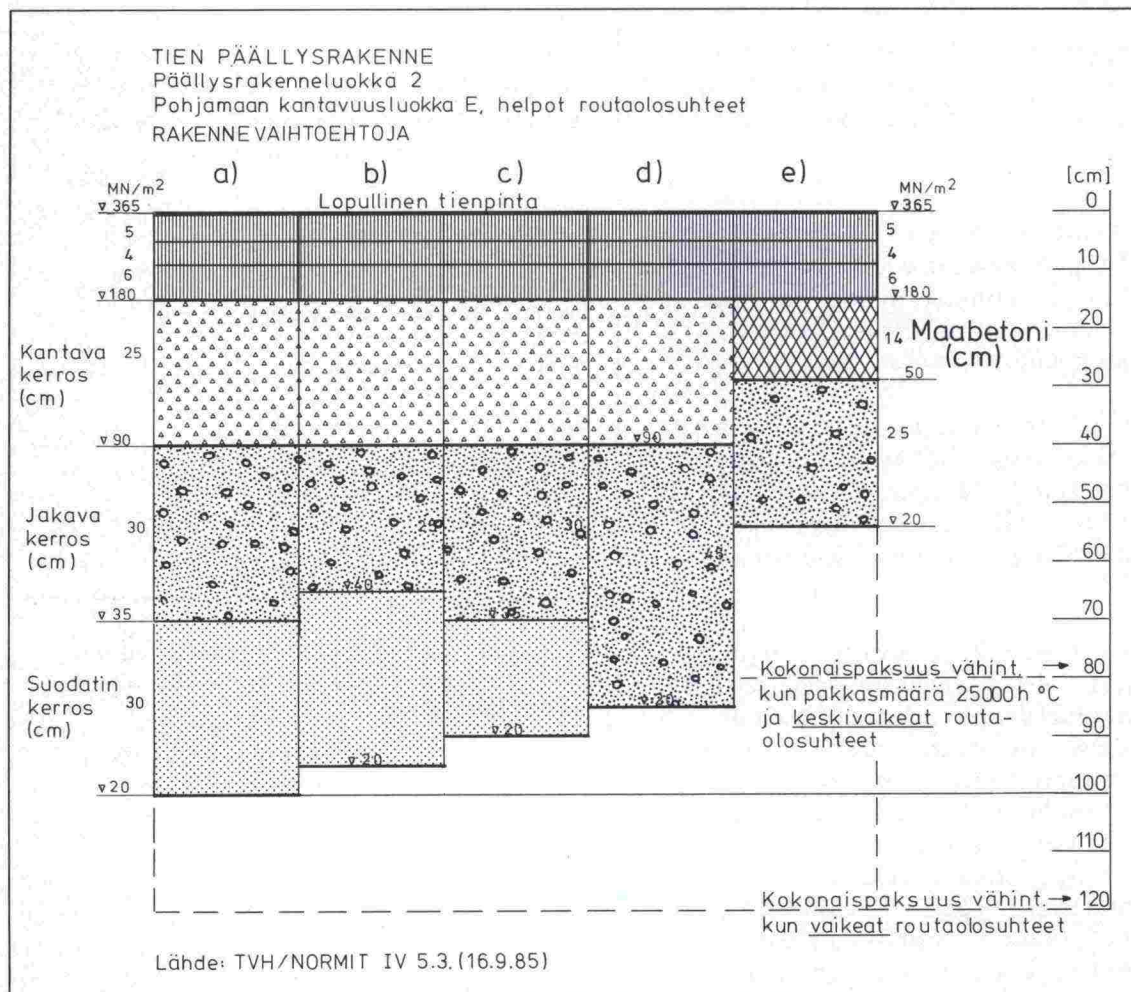 TIEN PÄÄLLYSRAKENNE
Päällysrakenneluokka 2
Pohjamaan kantavuusluokka E, helpot routaolosuhteet
RAKENNEVAIHTOEHTOJA
a) b) c) d) e)
MN/m² MN/m² [cm]
▽365 Lopullinen tienpinta ▽365 0
5 5
4 4
6 6 10
▽180 ▽180
20
Kantava 25 14 Maabetoni
kerros (cm)
(cm) 50 30
▽90 ▽90 25 40
50
Jakava 30 25 30 45 ▽20
kerros
(cm) 60
▽40
▽35 ▽35 70
Kokonaispaksuus vähint. → 80
Suodatin 30 ▽30 kun pakkasmäärä 25000 h °C
kerros ja keskivaikeat routa-
(cm) olosuhteet
▽20 90
▽20
▽20 100
110
Kokonaispaksuus vähint. → 120
kun vaikeat routaolosuhteet
Lähde: TVH/NORMIT IV 5.3. (16.9.85)